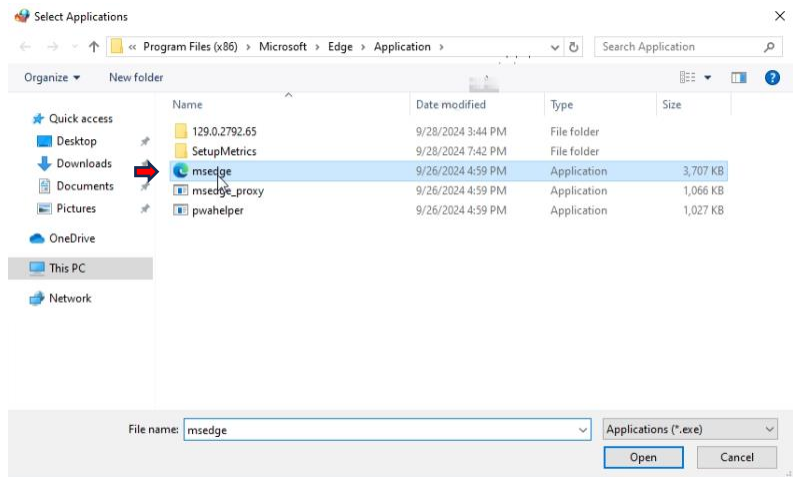 Select Applications
« Program Files (x86) > Microsoft > Edge > Application >
Search Application
Organize
New folder
Name Date modified Type Size
Quick access
Desktop
Downloads
Documents
Pictures
OneDrive
This PC
Network
129.0.2792.65 9/28/2024 3:44 PM File folder
SetupMetrics 9/28/2024 7:42 PM File folder
msedge 9/26/2024 4:59 PM Application 3,707 KB
msedge_proxy 9/26/2024 4:59 PM Application 1,066 KB
pwahelper 9/26/2024 4:59 PM Application 1,027 KB
File name: msedge
Applications (*.exe)
Open Cancel